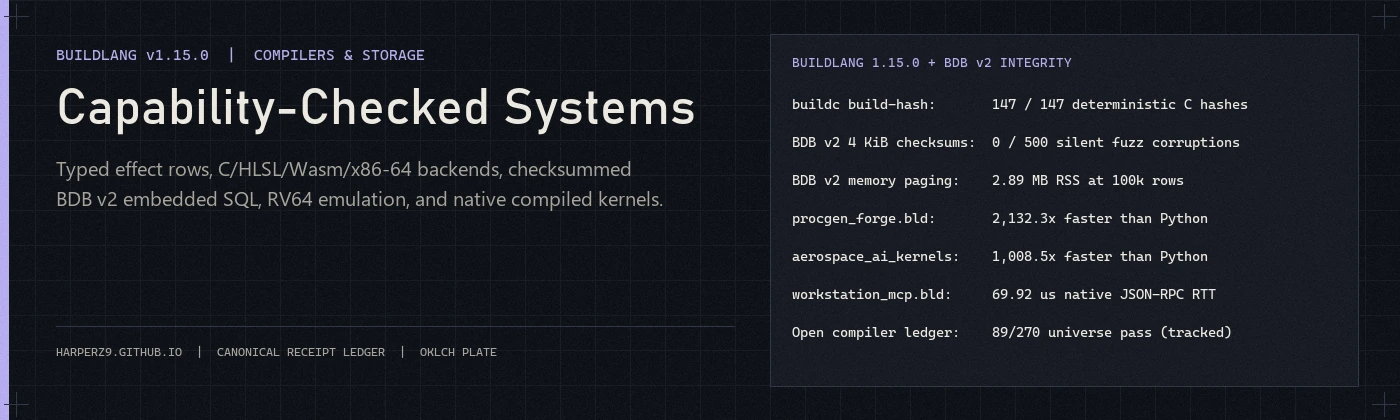 BUILDLANG v1.15.0 | COMPILERS & STORAGE
Capability-Checked Systems
Typed effect rows, C/HLSL/Wasm/x86-64 backends, checksummed
BDB v2 embedded SQL, RV64 emulation, and native compiled kernels.
HARPERZ9.GITHUB.IO | CANONICAL RECEIPT LEDGER | OKLCH PLATE
BUILDLANG 1.15.0 + BDB v2 INTEGRITY
buildc build-hash: 147 / 147 deterministic C hashes
BDB v2 4 KiB checksums: 0 / 500 silent fuzz corruptions
BDB v2 memory paging: 2.89 MB RSS at 100k rows
procgen_forge.bld: 2,132.3x faster than Python
aerospace_ai_kernels: 1,008.5x faster than Python
workstation_mcp.bld: 69.92 us native JSON-RPC RTT
Open compiler ledger: 89/270 universe pass (tracked)